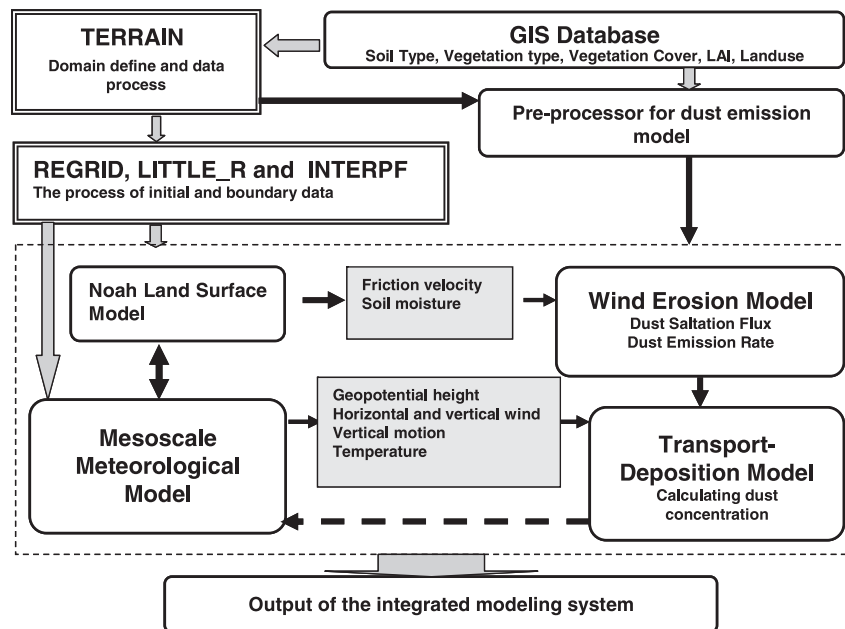 TERRAIN
Domain define and data
process
GIS Database
Soil Type, Vegetation type, Vegetation Cover, LAI, Landuse
Pre-processor for dust emission
model
REGRID, LITTLE_R and INTERPF
The process of initial and boundary data
Noah Land Surface
Model
Friction velocity
Soil moisture
Wind Erosion Model
Dust Saltation Flux
Dust Emission Rate
Mesoscale
Meteorological
Model
Geopotential height
Horizontal and vertical wind
Vertical motion
Temperature
Transport-
Deposition Model
Calculating dust
concentration
Output of the integrated modeling system